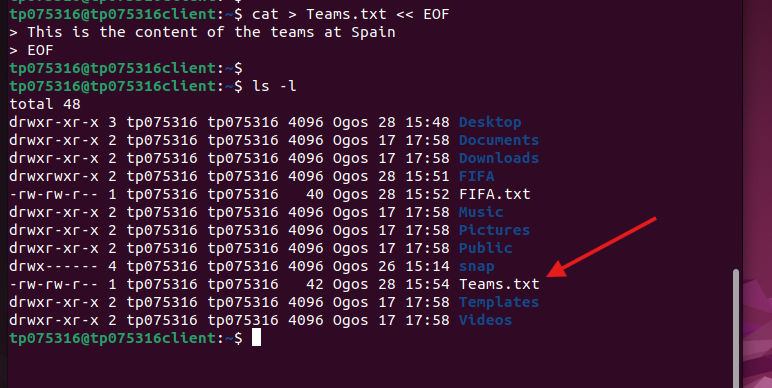 tp075316@tp075316client:~$ cat > Teams.txt << EOF
> This is the content of the teams at Spain
> EOF
tp075316@tp075316client:~$
tp075316@tp075316client:~$ ls -l
total 48
drwxr-xr-x 3 tp075316 tp075316 4096 Ogos 28 15:48 Desktop
drwxr-xr-x 2 tp075316 tp075316 4096 Ogos 17 17:58 Documents
drwxr-xr-x 2 tp075316 tp075316 4096 Ogos 17 17:58 Downloads
drwxrwxr-x 2 tp075316 tp075316 4096 Ogos 28 15:51 FIFA
-rw-rw-r-- 1 tp075316 tp075316   40 Ogos 28 15:52 FIFA.txt
drwxr-xr-x 2 tp075316 tp075316 4096 Ogos 17 17:58 Music
drwxr-xr-x 2 tp075316 tp075316 4096 Ogos 17 17:58 Pictures
drwxr-xr-x 2 tp075316 tp075316 4096 Ogos 17 17:58 Public
drwx------ 4 tp075316 tp075316 4096 Ogos 26 15:14 snap
-rw-rw-r-- 1 tp075316 tp075316   42 Ogos 28 15:54 Teams.txt
drwxr-xr-x 2 tp075316 tp075316 4096 Ogos 17 17:58 Templates
drwxr-xr-x 2 tp075316 tp075316 4096 Ogos 17 17:58 Videos
tp075316@tp075316client:~$